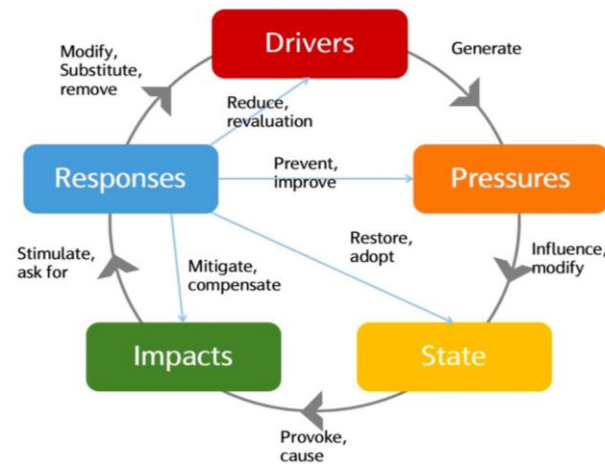 Drivers
Modify,
Substitute,
remove
Generate
Reduce,
revaluation
Responses
Prevent,
improve
Pressures
Stimulate,
ask for
Mitigate,
compensate
Restore,
adopt
Influence,
modify
Impacts
State
Provoke,
cause